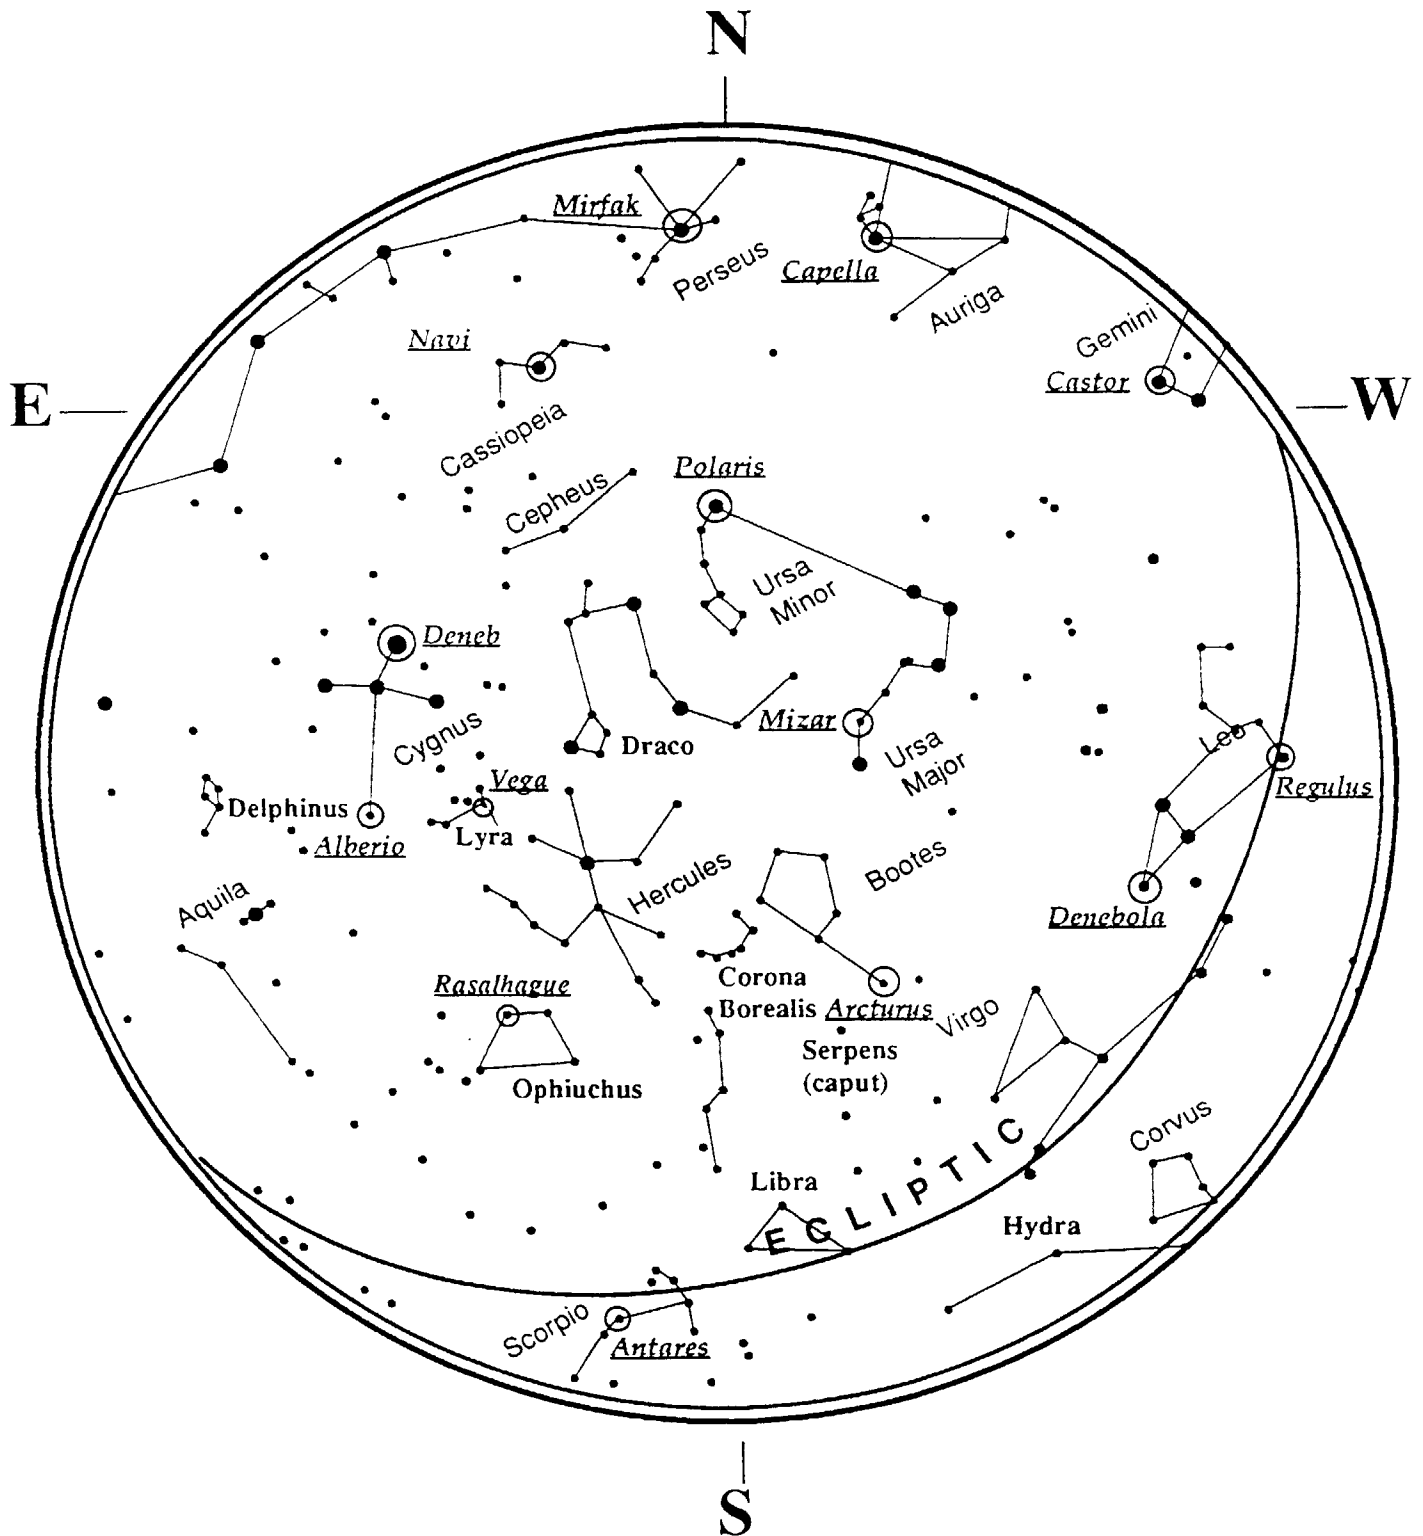 N
Mirfak
Perseus
Capella
Auriga
Navi
Gemini
Castor
E
W
Cassiopeia
Polaris
Cepheus
Ursa
Minor
Deneb
Mizar
Draco
Cygnus
Ursa
Major
Leo
Regulus
Vega
Delphinus
Alberio
Lyra
Hercules
Bootes
Aquila
Denebola
Corona
Borealis
Arcturus
Rasalhague
Virgo
Serpens
(caput)
Ophiuchus
Corvus
ECLIPTIC
Libra
Hydra
Scorpio
Antares
S